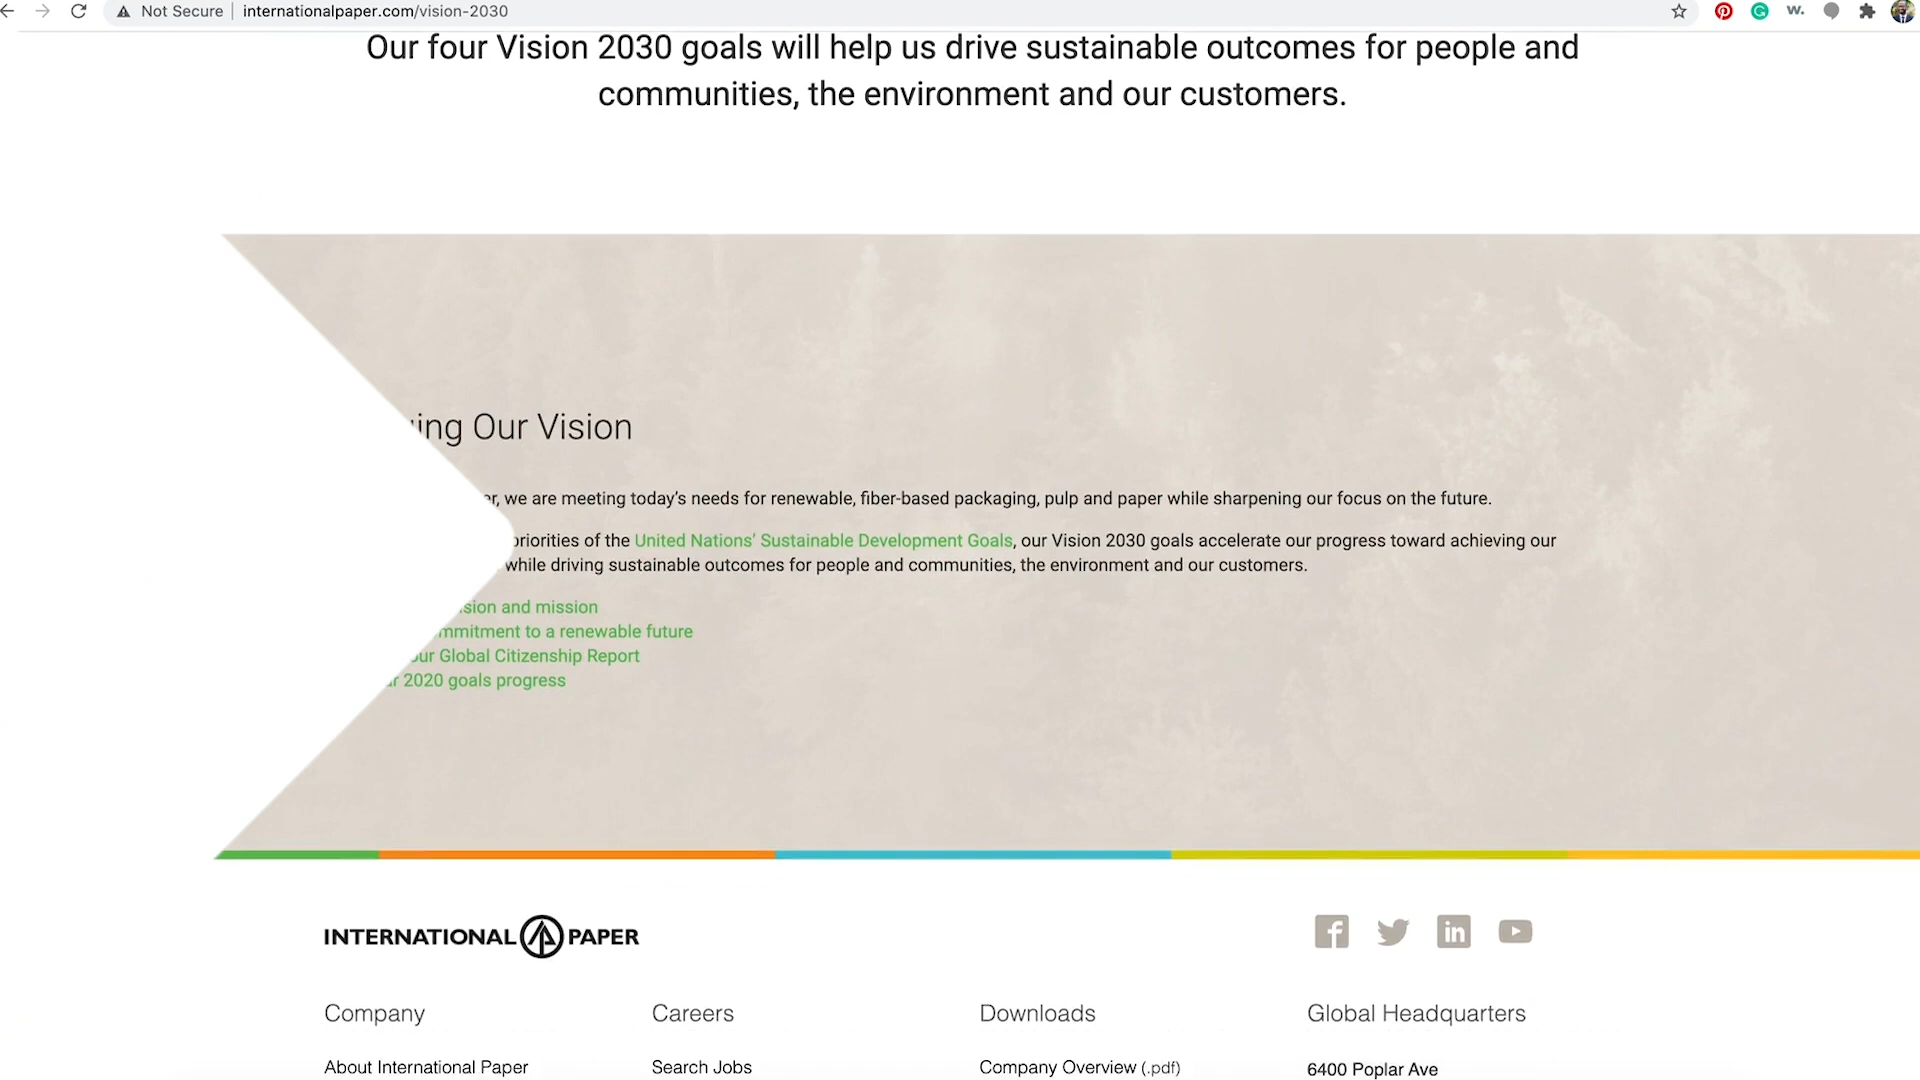 Not Secure
internationalpaper.com/vision-2030
Our four Vision 2030 goals will help us drive sustainable outcomes for people and
communities, the environment and our customers.
Our Vision
we are meeting today's needs for renewable, fiber-based packaging, pulp and paper while sharpening our focus on the future.
of the United Nations' Sustainable Development Goals, our Vision 2030 goals accelerate our progress toward achieving our
while driving sustainable outcomes for people and communities, the environment and our customers.
and mission
to a renewable future
Global Citizenship Report
2020 goals progress
INTERNATIONAL PAPER
Company
Careers
Downloads
Global Headquarters
About International Paper
Search Jobs
Company Overview (.pdf)
6400 Poplar Ave